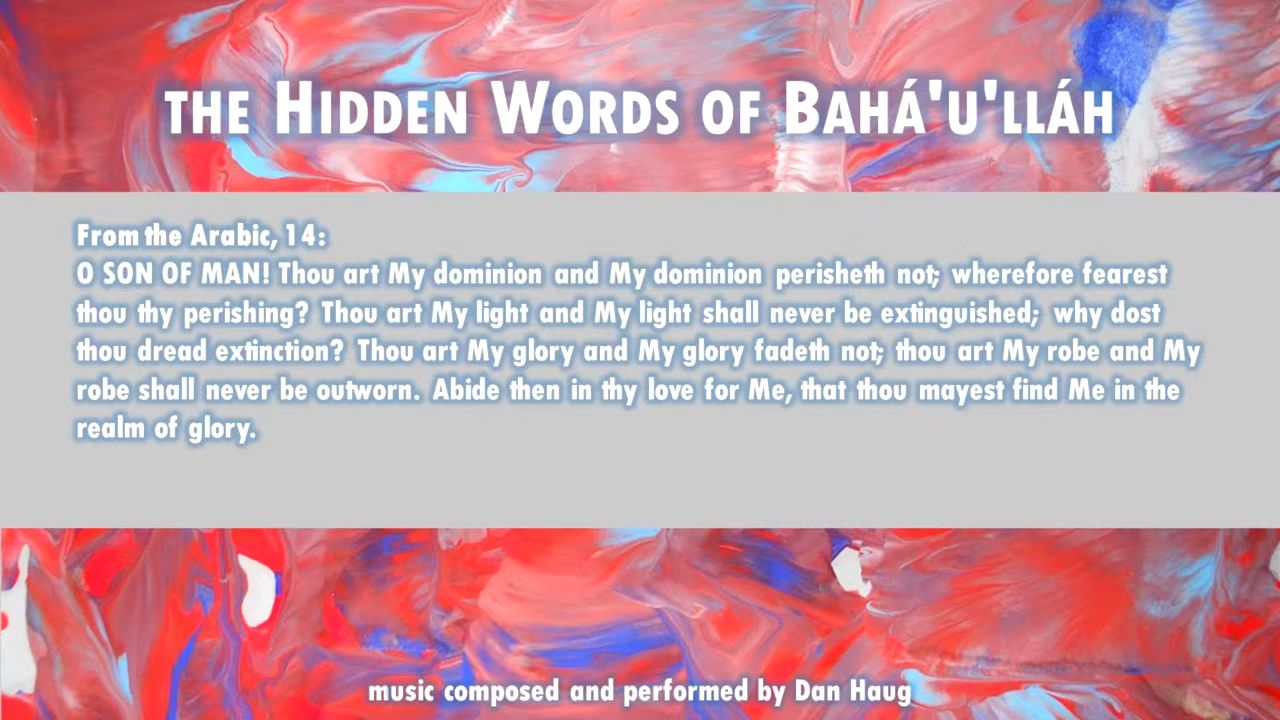 THE HIDDEN WORDS OF BAHÁ'U'LLÁH
From the Arabic, 14:
O SON OF MAN! Thou art My dominion and My dominion perisheth not; wherefore fearest
thou thy perishing? Thou art My light and My light shall never be extinguished; why dost
thou dread extinction? Thou art My glory and My glory fadeth not; thou art My robe and My
robe shall never be outworn. Abide then in thy love for Me, that thou mayest find Me in the
realm of glory.
music composed and performed by Dan Haug